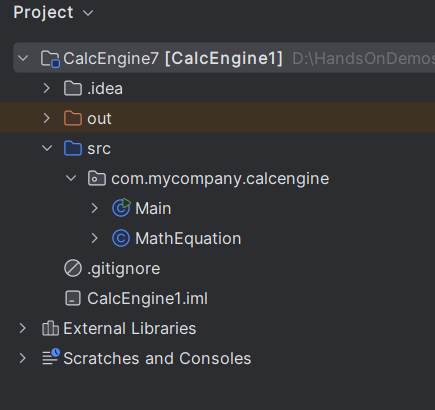 Project
CalcEngine7 [CalcEngine1] D:\HandsOnDemos
.idea
out
src
com.mycompany.calcengine
Main
MathEquation
.gitignore
CalcEngine1.iml
External Libraries
Scratches and Consoles